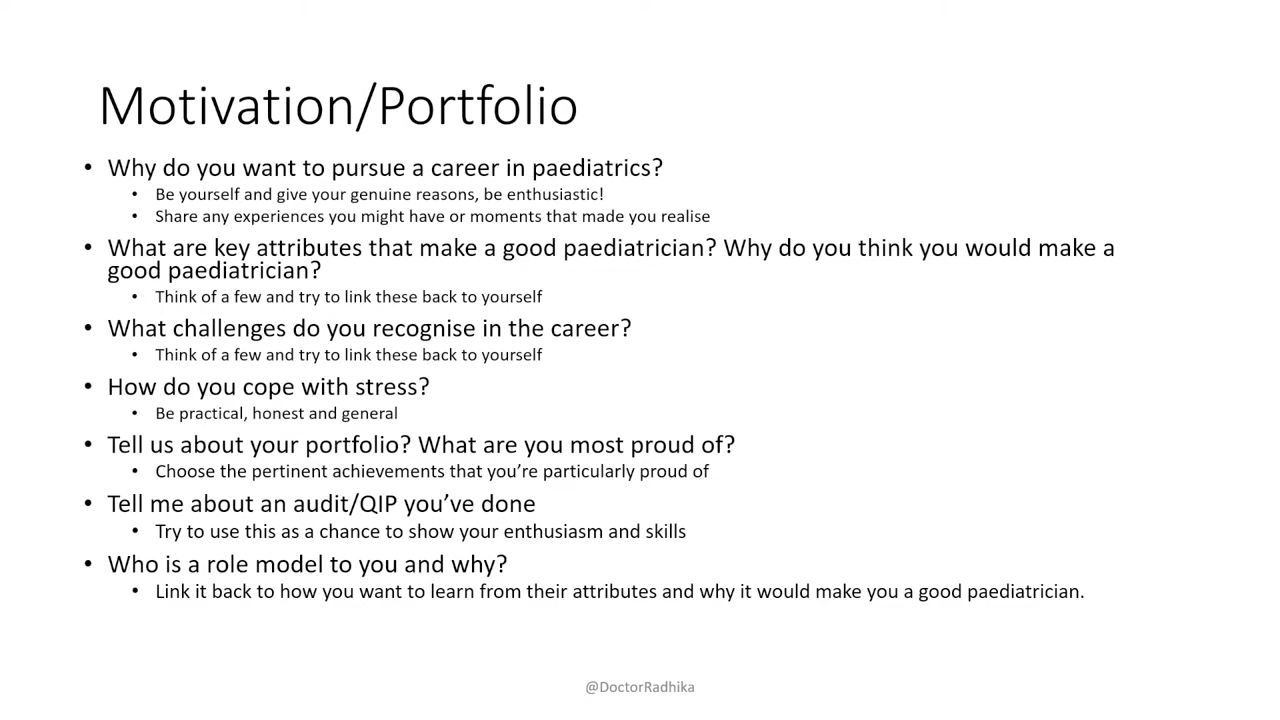 Motivation/Portfolio
• Why do you want to pursue a career in paediatrics?
• Be yourself and give your genuine reasons, be enthusiastic!
• Share any experiences you might have or moments that made you realise
• What are key attributes that make a good paediatrician? Why do you think you would make a
good paediatrician?
• Think of a few and try to link these back to yourself
• What challenges do you recognise in the career?
• Think of a few and try to link these back to yourself
• How do you cope with stress?
• Be practical, honest and general
• Tell us about your portfolio? What are you most proud of?
• Choose the pertinent achievements that you’re particularly proud of
• Tell me about an audit/QIP you’ve done
• Try to use this as a chance to show your enthusiasm and skills
• Who is a role model to you and why?
• Link it back to how you want to learn from their attributes and why it would make you a good paediatrician.
@DoctorRadhika